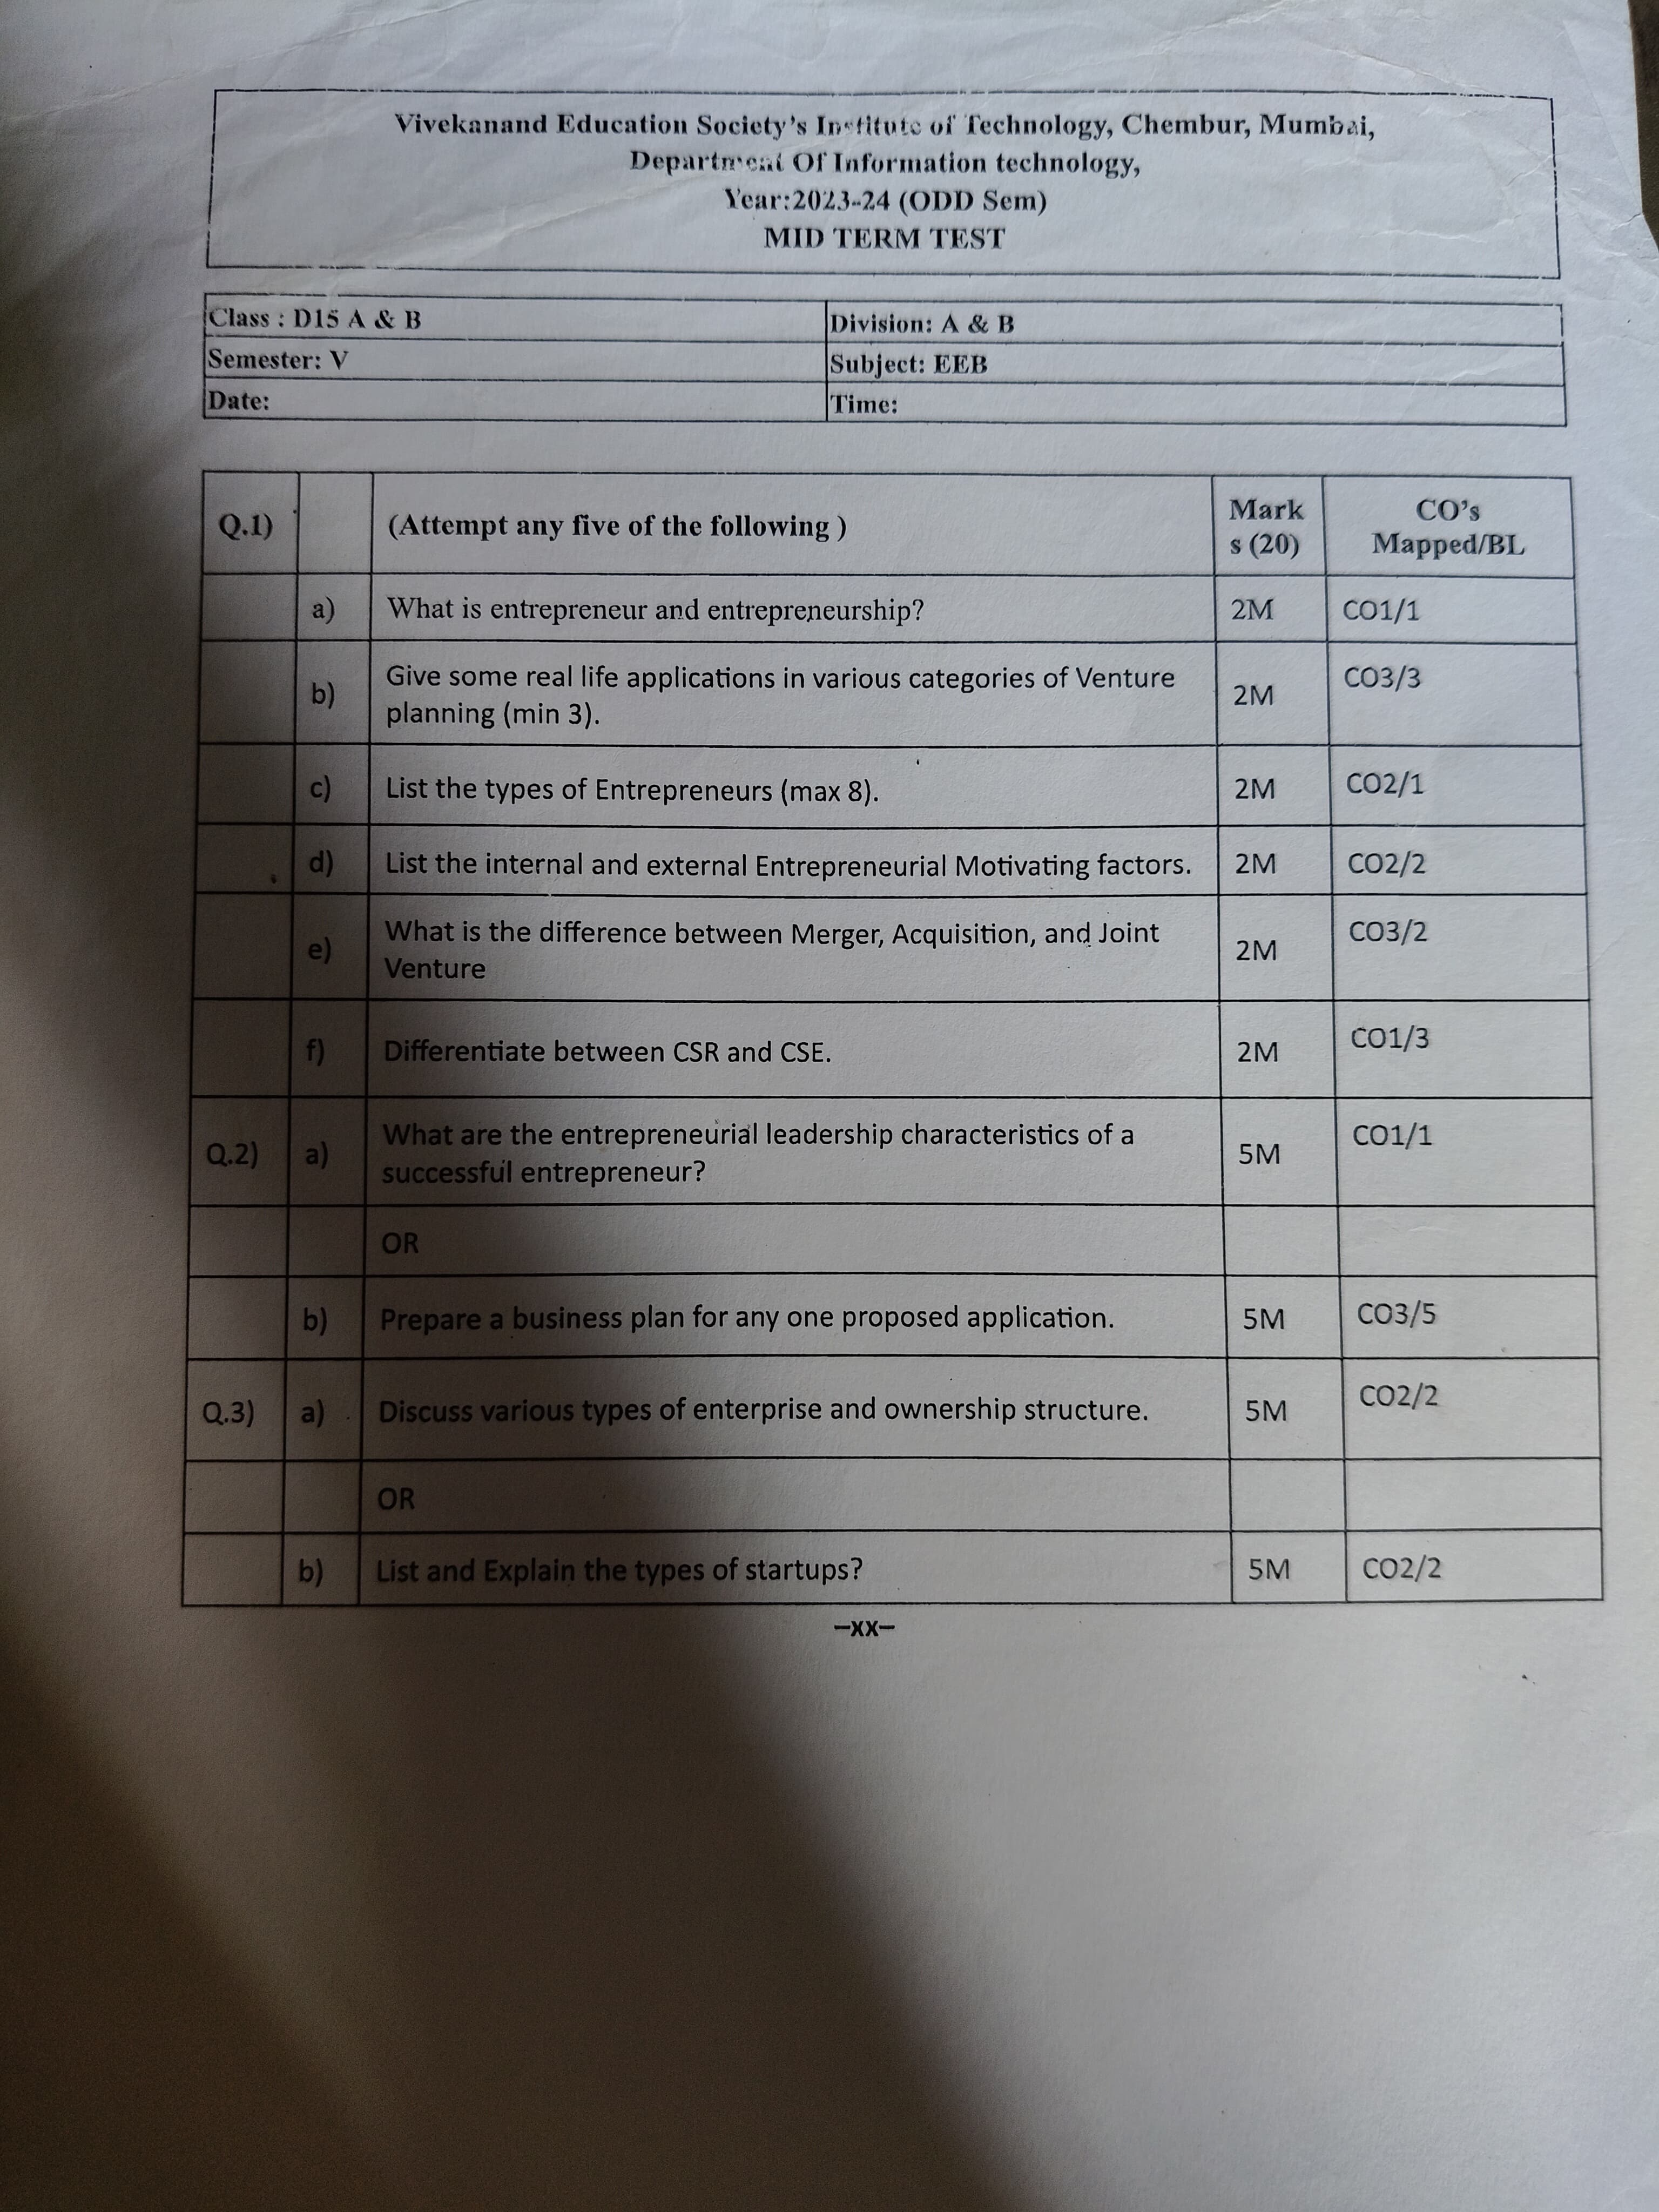 Vivekanand Education Society's Institute of Technology, Chembur, Mumbai,
Department Of Information technology,
Year:2023-24 (ODD Sem)
MID TERM TEST
Class : D15 A & B
Division: A & B
Semester: V
Subject: EEB
Date:
Time:
Q.1) (Attempt any five of the following ) Mark CO's
s (20) Mapped/BL
a) What is entrepreneur and entrepreneurship? 2M CO1/1
b) Give some real life applications in various categories of Venture 2M CO3/3
planning (min 3).
c) List the types of Entrepreneurs (max 8). 2M CO2/1
d) List the internal and external Entrepreneurial Motivating factors. 2M CO2/2
e) What is the difference between Merger, Acquisition, and Joint 2M CO3/2
Venture
f) Differentiate between CSR and CSE. 2M CO1/3
Q.2) a) What are the entrepreneurial leadership characteristics of a 5M CO1/1
successful entrepreneur?
OR
b) Prepare a business plan for any one proposed application. 5M CO3/5
Q.3) a) Discuss various types of enterprise and ownership structure. 5M CO2/2
OR
b) List and Explain the types of startups? 5M CO2/2
–xx–